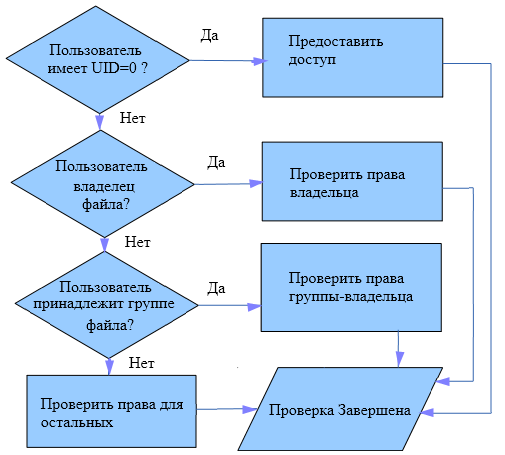 Пользователь
имеет UID=0 ?
Да
Предоставить
доступ
Нет
Пользователь
владелец
файла?
Да
Проверить права
владельца
Нет
Пользователь
принадлежит группе
файла?
Да
Проверить права
группы-владельца
Нет
Проверить права для
остальных
Проверка Завершена